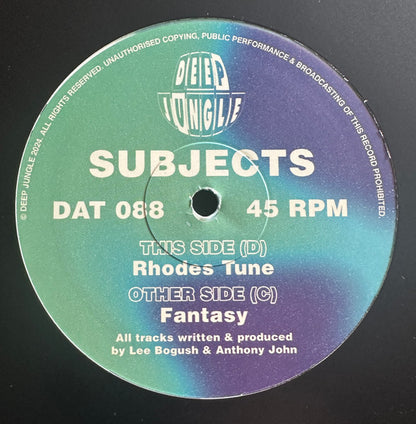 © DEEP JUNGLE 2024. ALL RIGHTS RESERVED. UNAUTHORISED COPYING, PUBLIC PERFORMANCE & BROADCASTING OF THIS RECORD PROHIBITED.
DEEP
JUNGLE
SUBJECTS
DAT 088 45 RPM
THIS SIDE (D)
Rhodes Tune
OTHER SIDE (C)
Fantasy
All tracks written & produced
by Lee Bogush & Anthony John